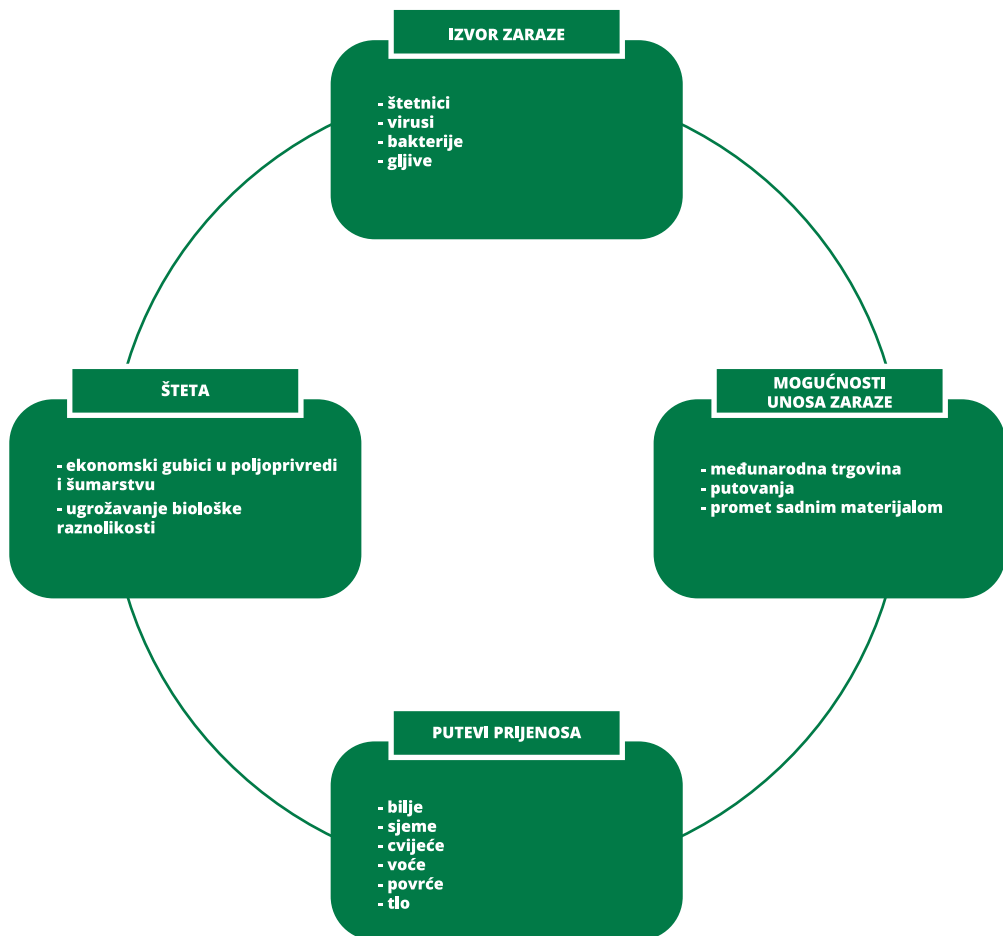 IZVOR ZARAZE
- štetnici
- virusi
- bakterije
- gljive
ŠTETA
- ekonomski gubici u poljoprivredi
i šumarstvu
- ugrožavanje biološke
raznolikosti
MOGUĆNOSTI
UNOSA ZARAZE
- međunarodna trgovina
- putovanja
- promet sadnim materijalom
PUTEVI PRIJENOSA
- bilje
- sjeme
- cvijeće
- voće
- povrće
- tlo